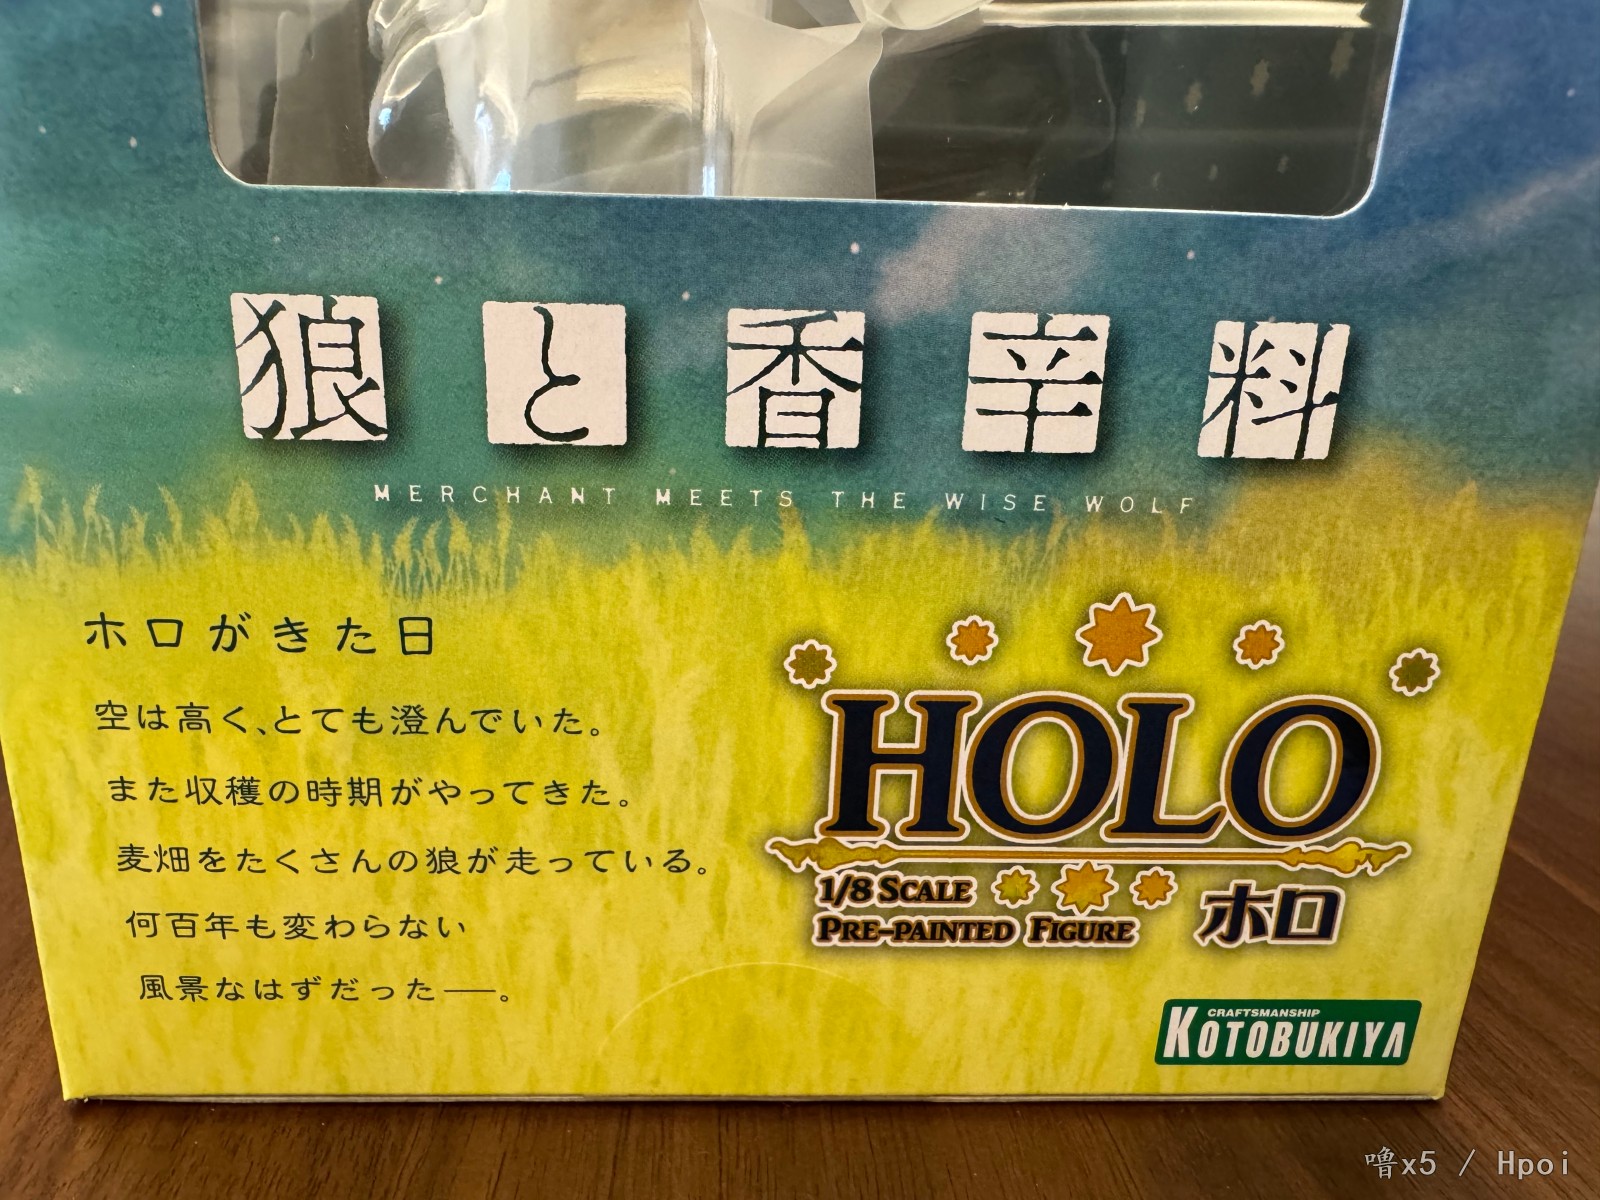 狼と香辛料
MERCHANT MEETS THE WISE WOLF
ホロがきた日
空は高く、とても澄んでいた。
また収穫の時期がやってきた。
麦畑をたくさんの狼が走っている。
何百年も変わらない
風景なはずだった──。
HOLO
1/8 SCALE
PRE-PAINTED FIGURE
ホロ
CRAFTSMANSHIP
KOTOBUKIYA
噜x5 / Hpoi